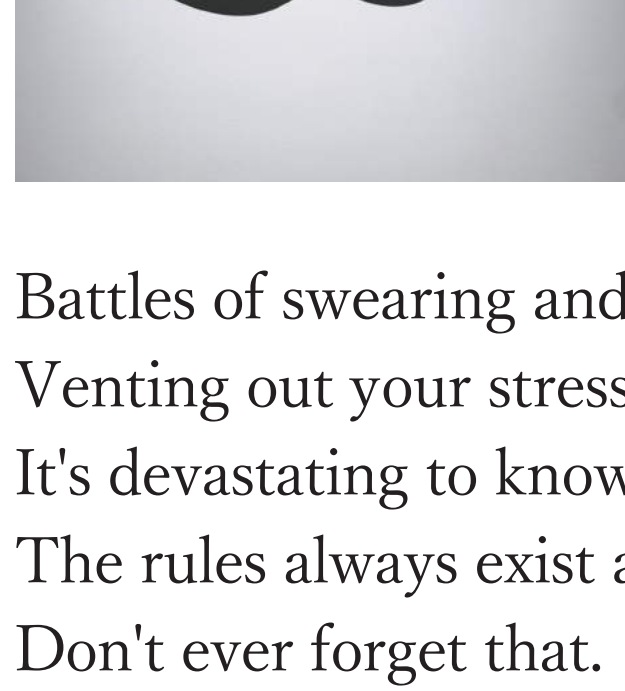 Battles of swearing and
Venting out your stress
It's devastating to know
The rules always exist a
Don't ever forget that.